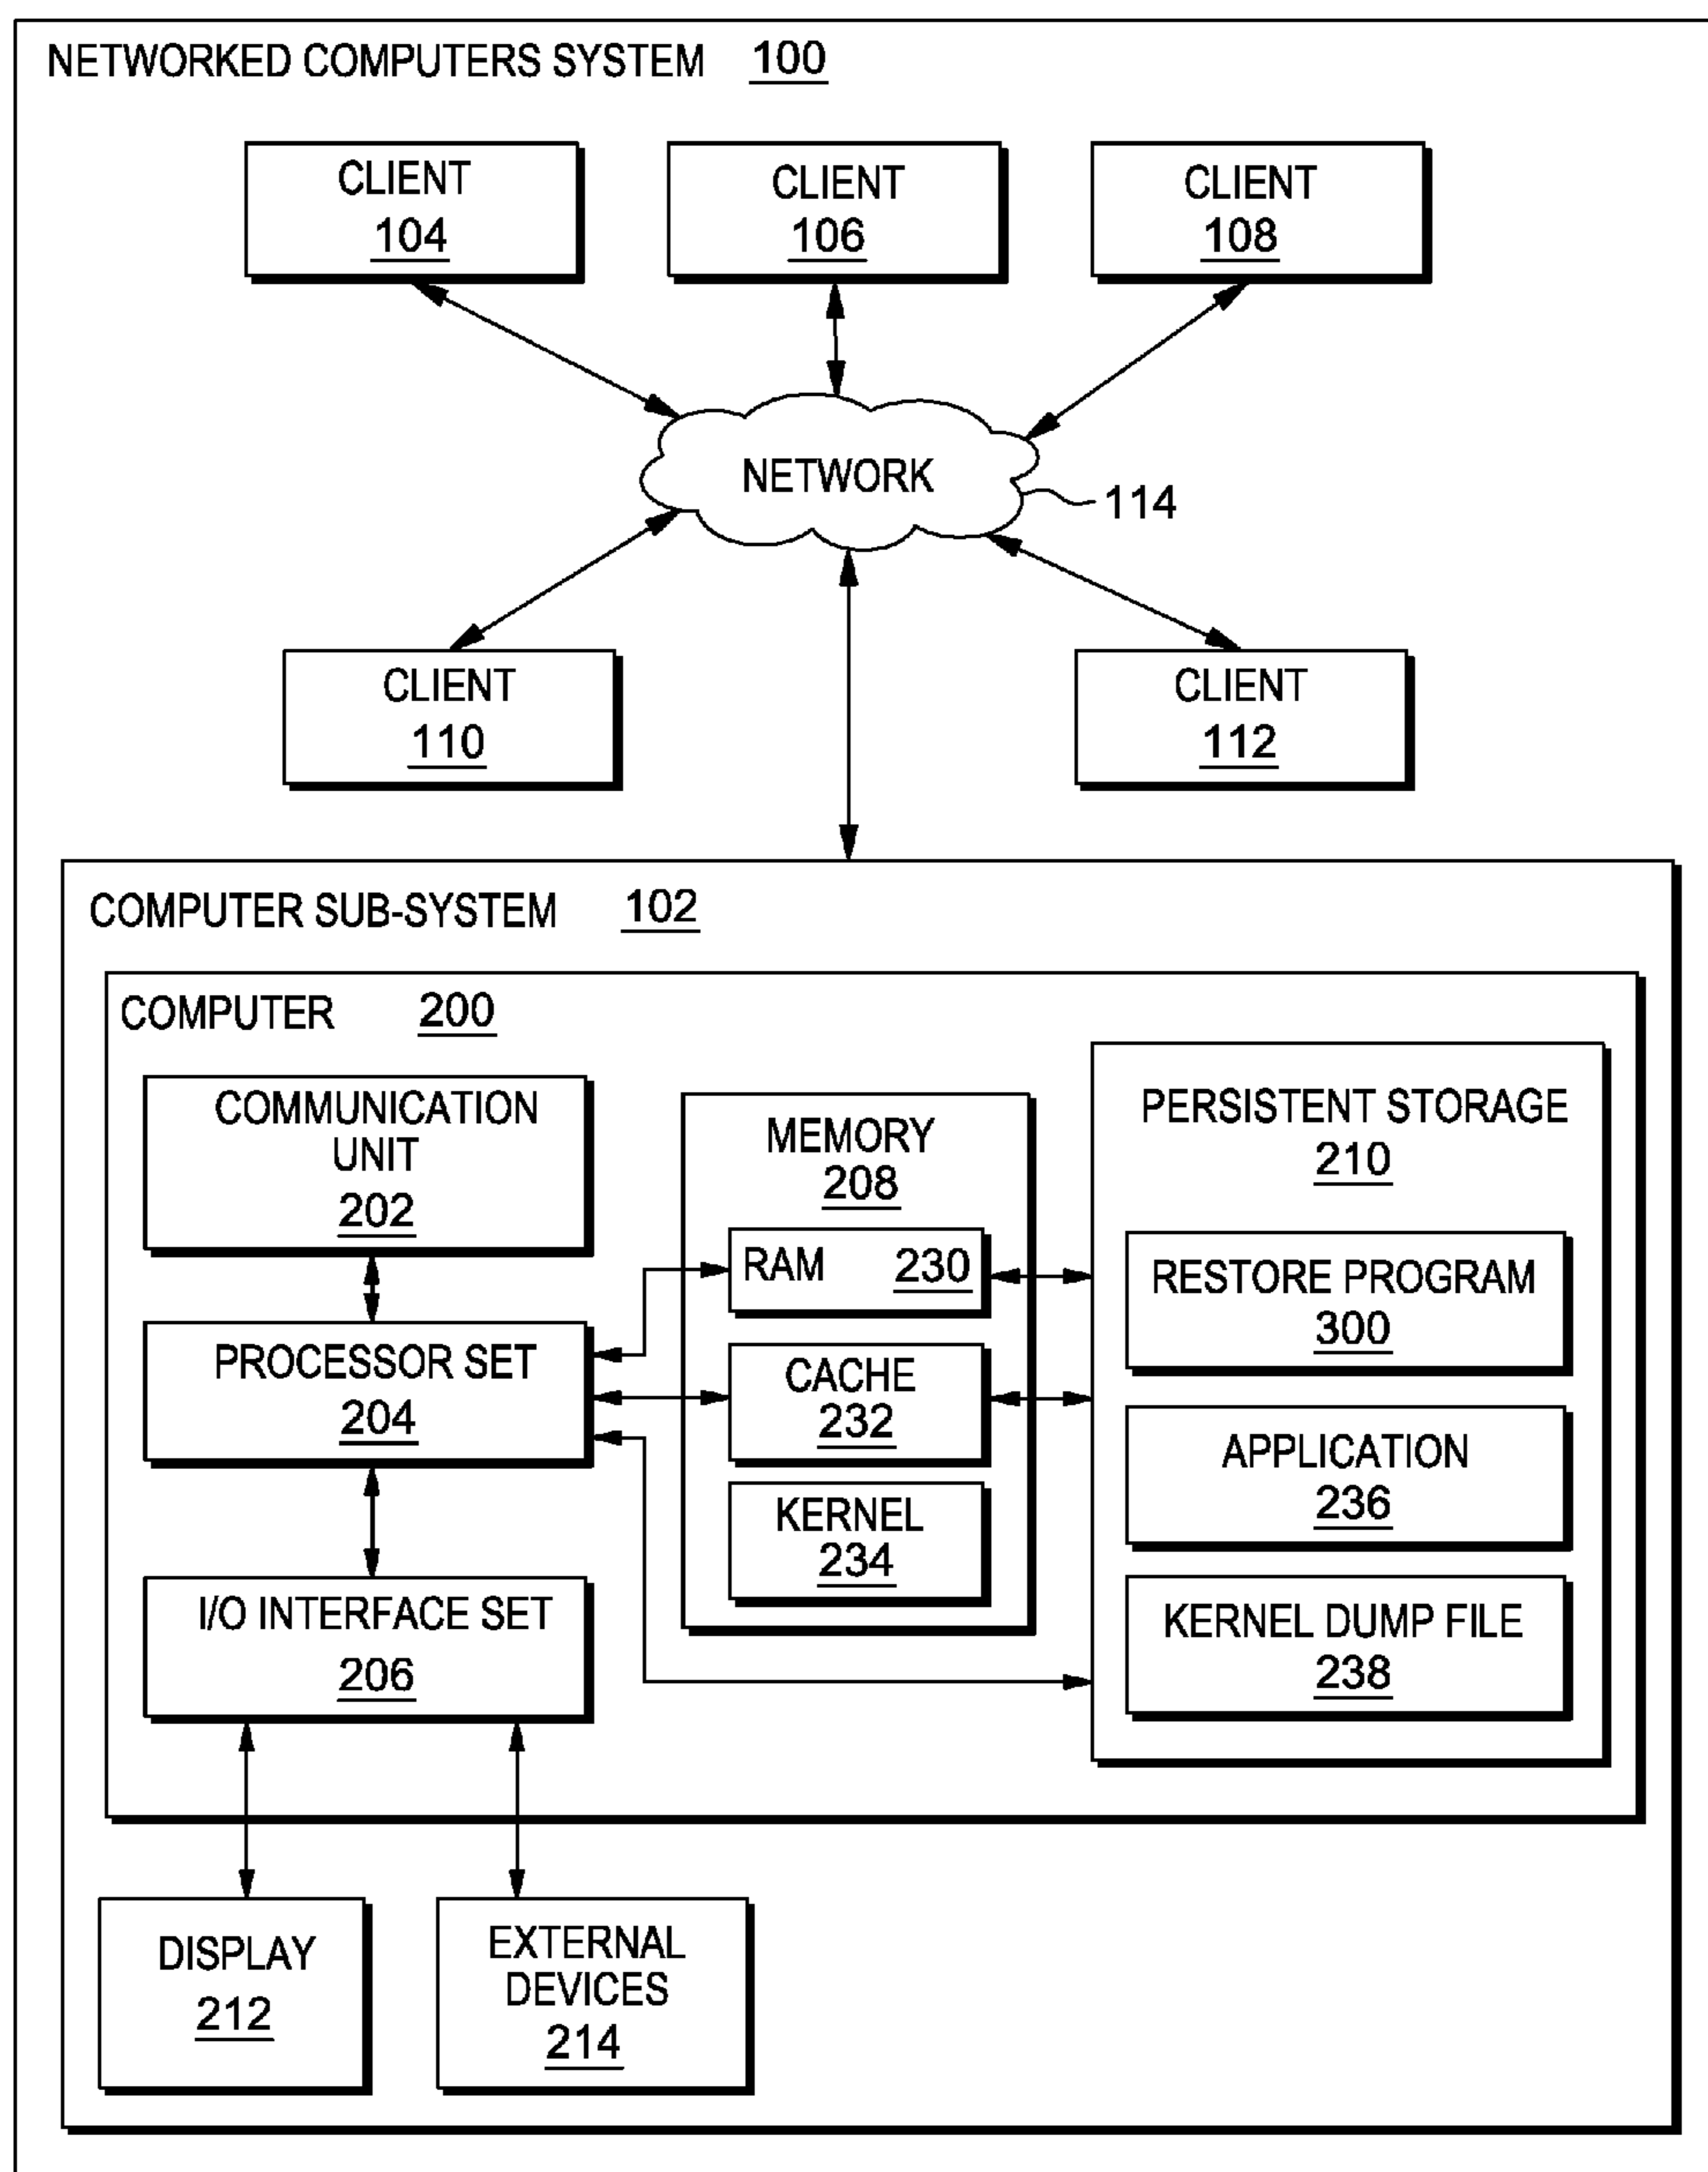 NETWORKED COMPUTERS SYSTEM 100
CLIENT
104
CLIENT
106
CLIENT
108
NETWORK
114
CLIENT
110
CLIENT
112
COMPUTER SUB-SYSTEM 102
COMPUTER 200
COMMUNICATION
UNIT
202
PROCESSOR SET
204
I/O INTERFACE SET
206
MEMORY
208
RAM 230
CACHE
232
KERNEL
234
PERSISTENT STORAGE
210
RESTORE PROGRAM
300
APPLICATION
236
KERNEL DUMP FILE
238
DISPLAY
212
EXTERNAL
DEVICES
214